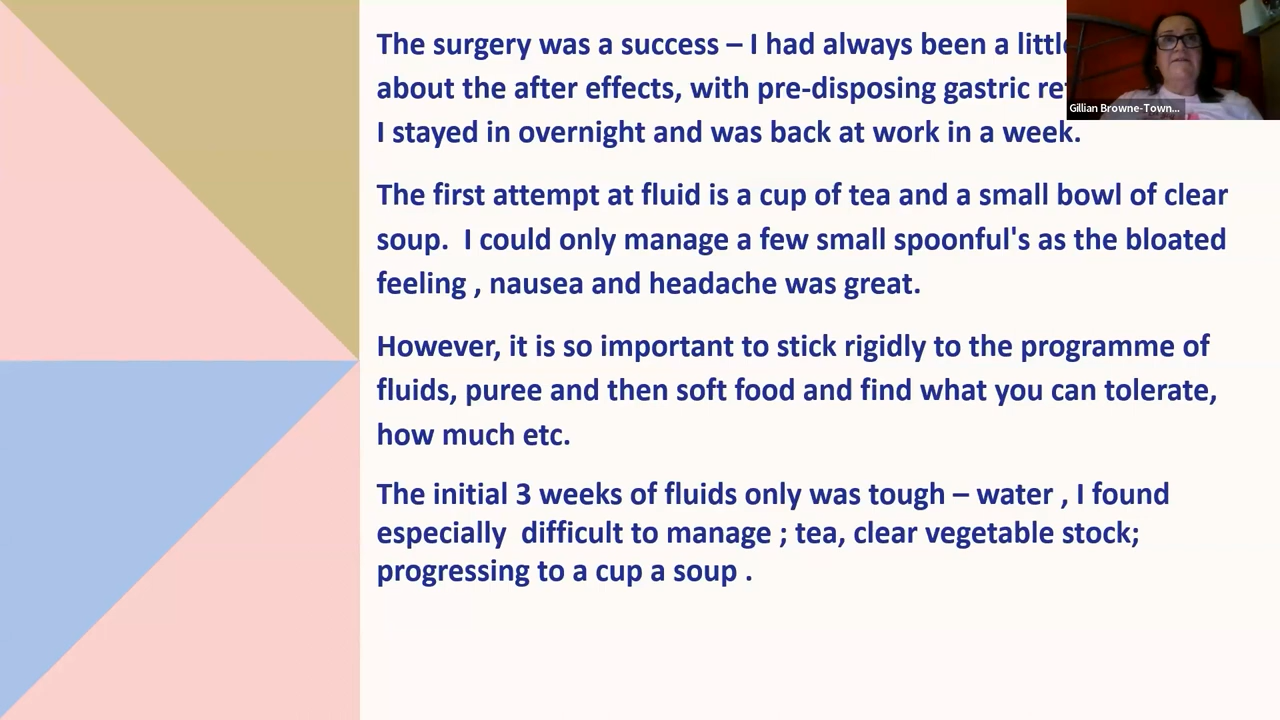 The surgery was a success – I had always been a little
about the after effects, with pre-disposing gastric
I stayed in overnight and was back at work in a week.
The first attempt at fluid is a cup of tea and a small bowl of clear
soup.  I could only manage a few small spoonful's as the bloated
feeling , nausea and headache was great.
However, it is so important to stick rigidly to the programme of
fluids, puree and then soft food and find what you can tolerate,
how much etc.
The initial 3 weeks of fluids only was tough – water , I found
especially  difficult to manage ; tea, clear vegetable stock;
progressing to a cup a soup .
Gillian Browne-Town...